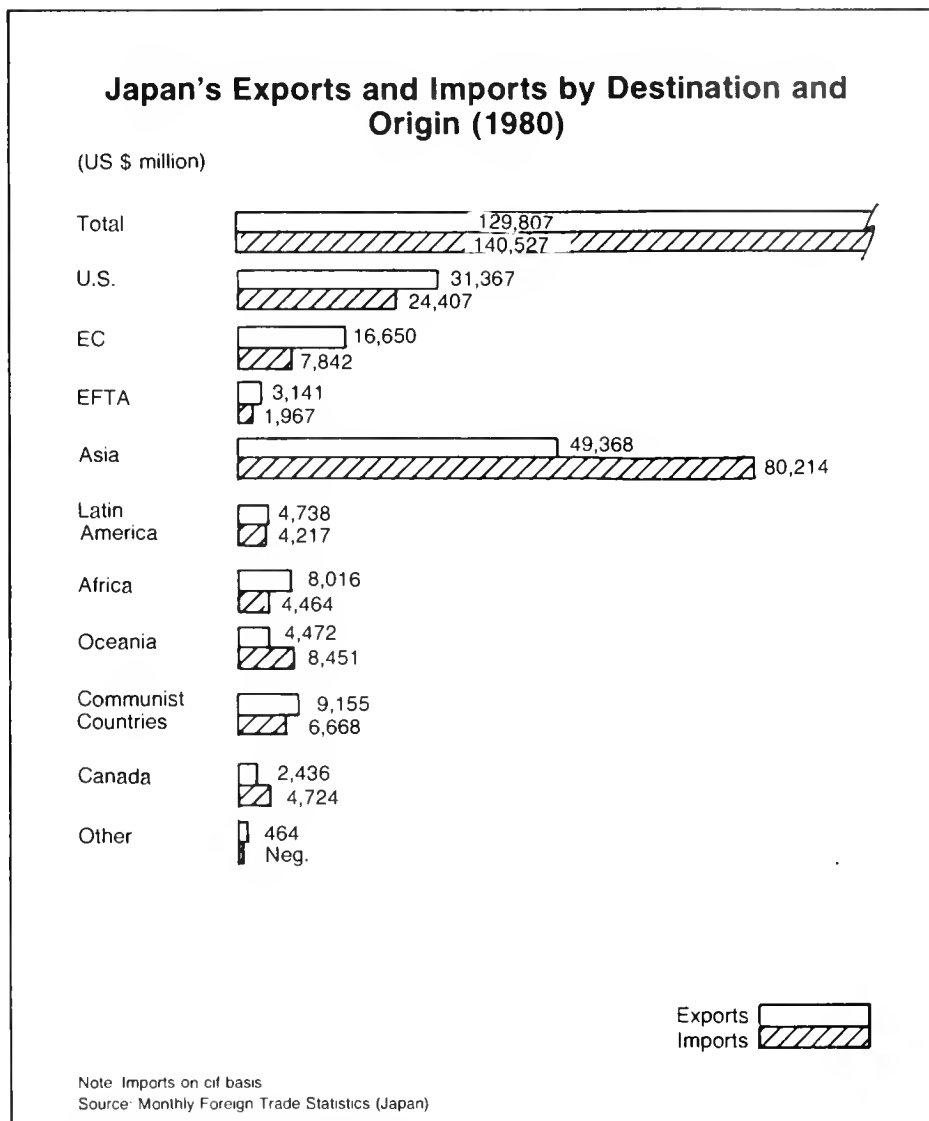 Japan's Exports and Imports by Destination and
Origin (1980)
(US $ million)
Total
129,807
140,527
U.S.
31,367
24,407
EC
16,650
7,842
EFTA
3,141
1,967
Asia
49,368
80,214
Latin
America
4,738
4,217
Africa
8,016
4,464
Oceania
4,472
8,451
Communist
Countries
9,155
6,668
Canada
2,436
4,724
Other
464
Neg.
Exports
Imports
Note Imports on cif basis
Source: Monthly Foreign Trade Statistics (Japan)